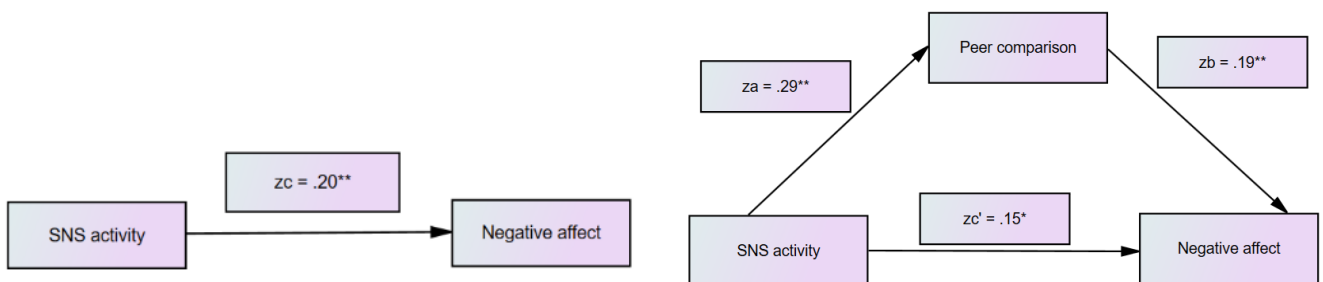 SNS activity
zc = .20**
Negative affect
SNS activity
za = .29**
Peer comparison
zb = .19**
zc' = .15*
Negative affect